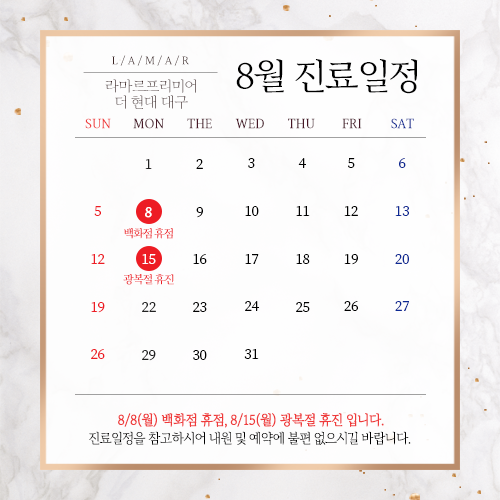 L/A/M/A/R
라마르프리미어
더 현대 대구
8월 진료일정
SUN MON THE WED THU FRI SAT
1 2 3 4 5 6
5 8 9 10 11 12 13
백화점 휴점
12 15 16 17 18 19 20
광복절 휴진
19 22 23 24 25 26 27
26 29 30 31
8/8(월) 백화점 휴점, 8/15(월) 광복절 휴진 입니다.
진료일정을 참고하시어 내원 및 예약에 불편 없으시길 바랍니다.